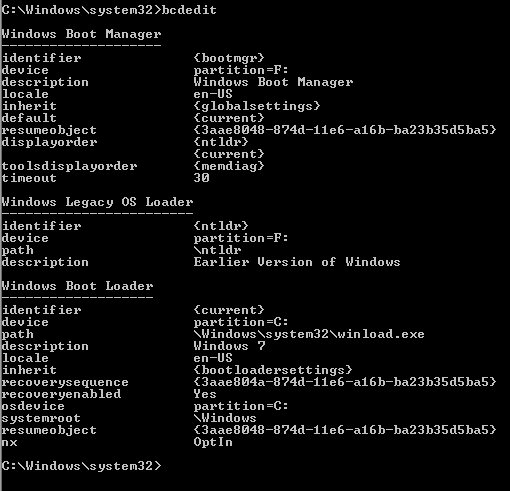 C:\Windows\system32>bcdedit
Windows Boot Manager
--------------------
identifier              {bootmgr}
device                  partition=F:
description             Windows Boot Manager
locale                  en-US
inherit                 {globalsettings}
default                 {current}
resumeobject            {3aae8048-874d-11e6-a16b-ba23b35d5ba5}
displayorder            {ntldr}
                        {current}
toolsdisplayorder       {memdiag}
timeout                 30
Windows Legacy OS Loader
------------------------
identifier              {ntldr}
device                  partition=F:
path                    \ntldr
description             Earlier Version of Windows
Windows Boot Loader
-------------------
identifier              {current}
device                  partition=C:
path                    \Windows\system32\winload.exe
description             Windows 7
locale                  en-US
inherit                 {bootloadersettings}
recoverysequence        {3aae804a-874d-11e6-a16b-ba23b35d5ba5}
recoveryenabled         Yes
osdevice                partition=C:
systemroot              \Windows
resumeobject            {3aae8048-874d-11e6-a16b-ba23b35d5ba5}
nx                      OptIn
C:\Windows\system32>